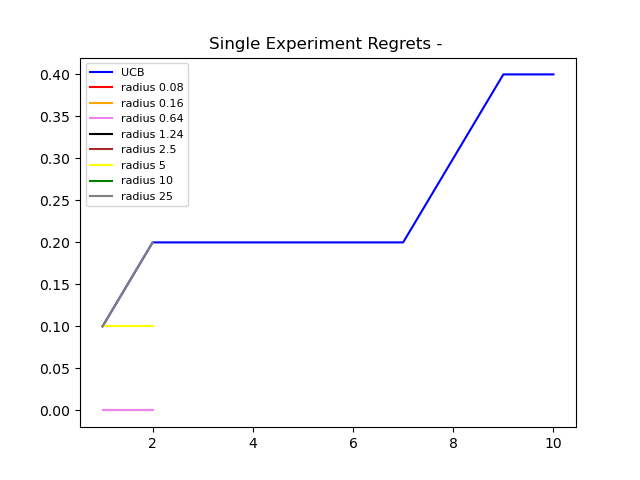 Single Experiment Regrets -
0.40
0.35
0.30
0.25
0.20
0.15
0.10
0.05
0.00
UCB
radius 0.08
radius 0.16
radius 0.64
radius 1.24
radius 2.5
radius 5
radius 10
radius 25
2 4 6 8 10